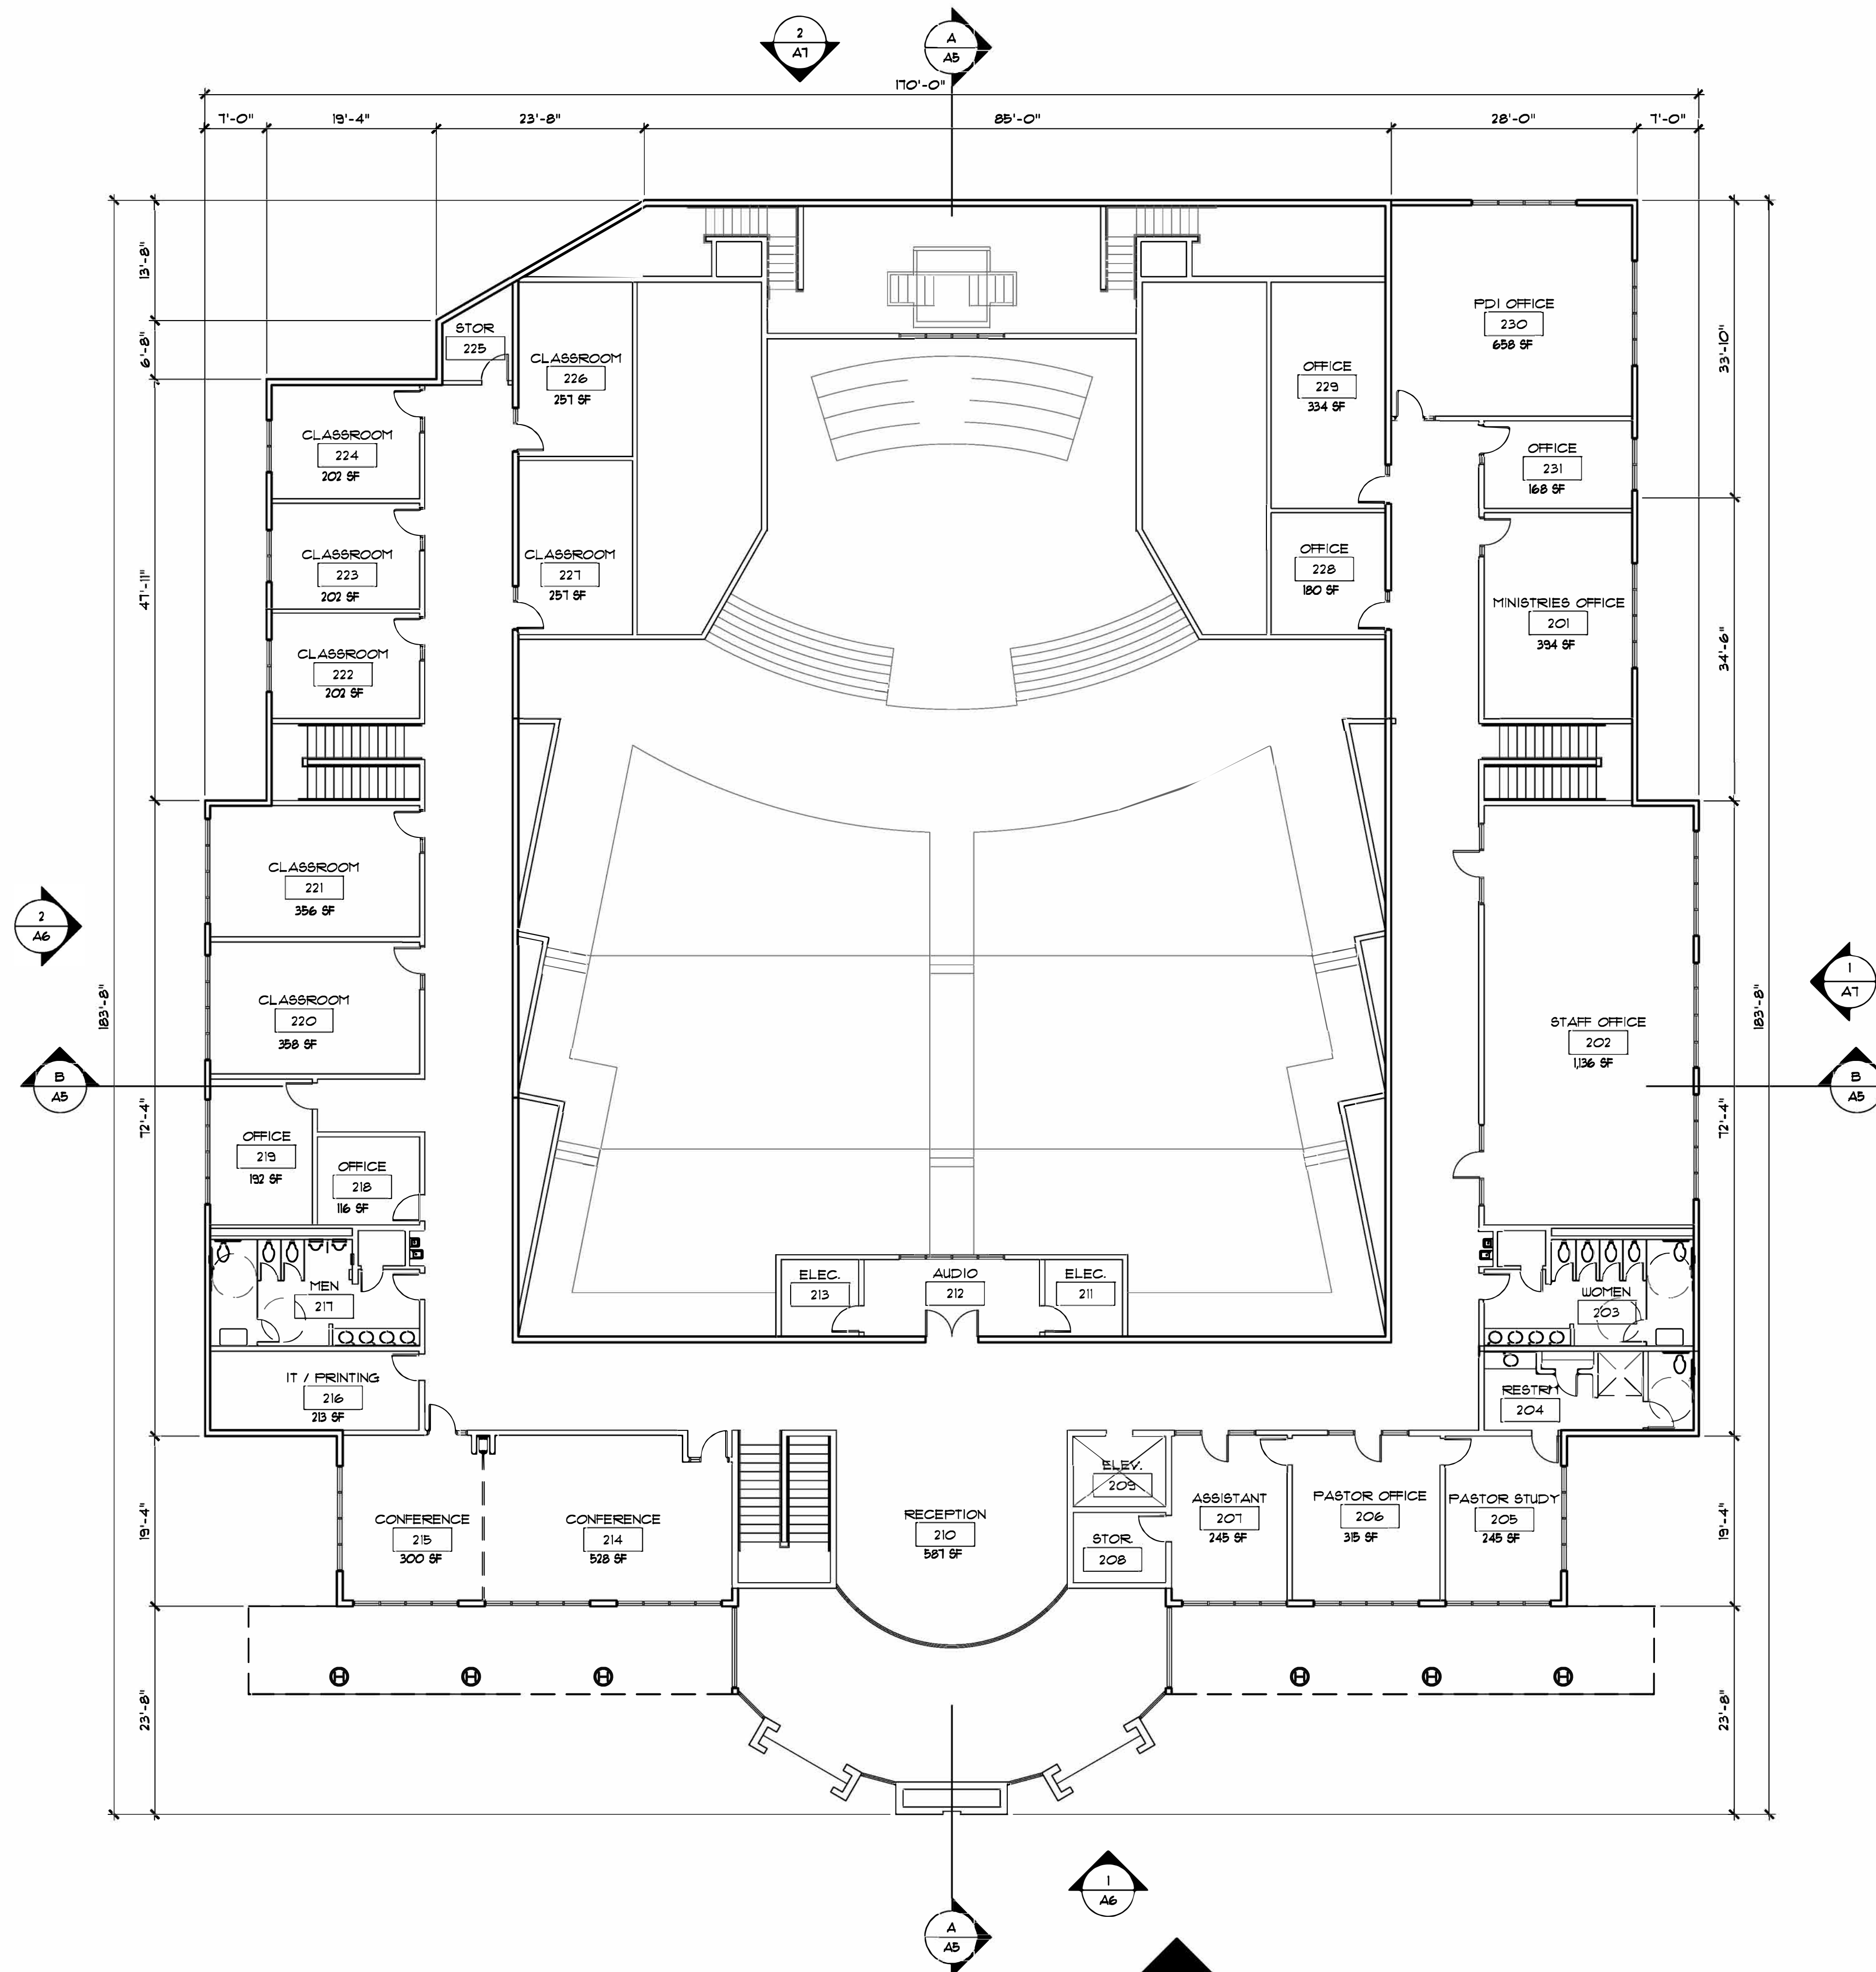 2
A7
A
A5
170'-0"
7'-0"
19'-4"
23'-8"
85'-0"
28'-0"
7'-0"
13'-8"
6'-8"
47'-11"
72'-4"
19'-4"
23'-8"
183'-8"
33'-10"
34'-6"
72'-4"
19'-4"
23'-8"
183'-8"
STOR
225
CLASSROOM
226
257 SF
CLASSROOM
227
257 SF
CLASSROOM
224
202 SF
CLASSROOM
223
202 SF
CLASSROOM
222
202 SF
OFFICE
229
334 SF
OFFICE
228
180 SF
PDI OFFICE
230
658 SF
OFFICE
231
168 SF
MINISTRIES OFFICE
201
394 SF
CLASSROOM
221
356 SF
CLASSROOM
220
358 SF
2
A6
B
A5
1
A7
B
A5
STAFF OFFICE
202
1,136 SF
OFFICE
219
192 SF
OFFICE
218
116 SF
MEN
217
IT / PRINTING
216
213 SF
ELEC.
213
AUDIO
212
ELEC.
211
WOMEN
203
RESTRM
204
CONFERENCE
215
300 SF
CONFERENCE
214
528 SF
RECEPTION
210
587 SF
ELEV.
209
STOR.
208
ASSISTANT
207
245 SF
PASTOR OFFICE
206
315 SF
PASTOR STUDY
205
245 SF
1
A6
A
A5